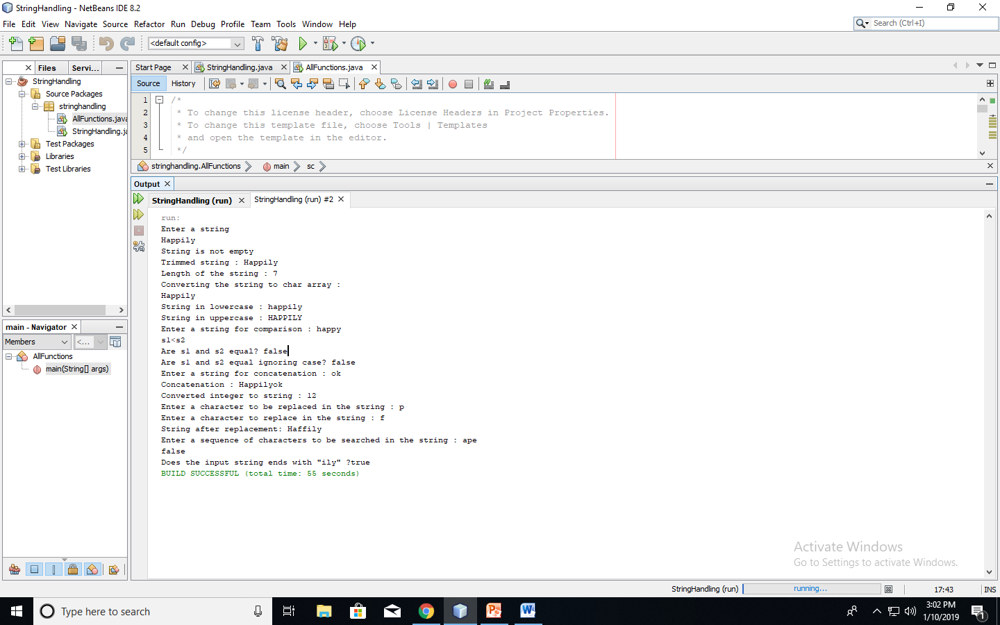 StringHandling - NetBeans IDE 8.2
File Edit View Navigate Source Refactor Run Debug Profile Team Tools Window Help
Search (Ctrl+I)
<default config>
Files Servi...
StringHandling
Source Packages
stringhandling
AllFunctions.java
StringHandling.ja
Test Packages
Libraries
Test Libraries
Start Page StringHandling.java AllFunctions.java
Source History
1 /*
2 * To change this license header, choose License Headers in Project Properties.
3 * To change this template file, choose Tools | Templates
4 * and open the template in the editor.
5 */
stringhandling.AllFunctions main sc
main - Navigator
Members <...
AllFunctions
main(String[] args)
Output
StringHandling (run) StringHandling (run) #2
run:
Enter a string
Happily
String is not empty
Trimmed string : Happily
Length of the string : 7
Converting the string to char array :
Happily
String in lowercase : happily
String in uppercase : HAPPILY
Enter a string for comparison : happy
s1<s2
Are s1 and s2 equal? false
Are s1 and s2 equal ignoring case? false
Enter a string for concatenation : ok
Concatenation : Happilyok
Converted integer to string : 12
Enter a character to be replaced in the string : p
Enter a character to replace in the string : f
String after replacement: Haffily
Enter a sequence of characters to be searched in the string : ape
false
Does the input string ends with "ily" ?true
BUILD SUCCESSFUL (total time: 55 seconds)
Activate Windows
Go to Settings to activate Windows.
StringHandling (run) running... 17:43 INS
Type here to search
3:02 PM
1/10/2019
1